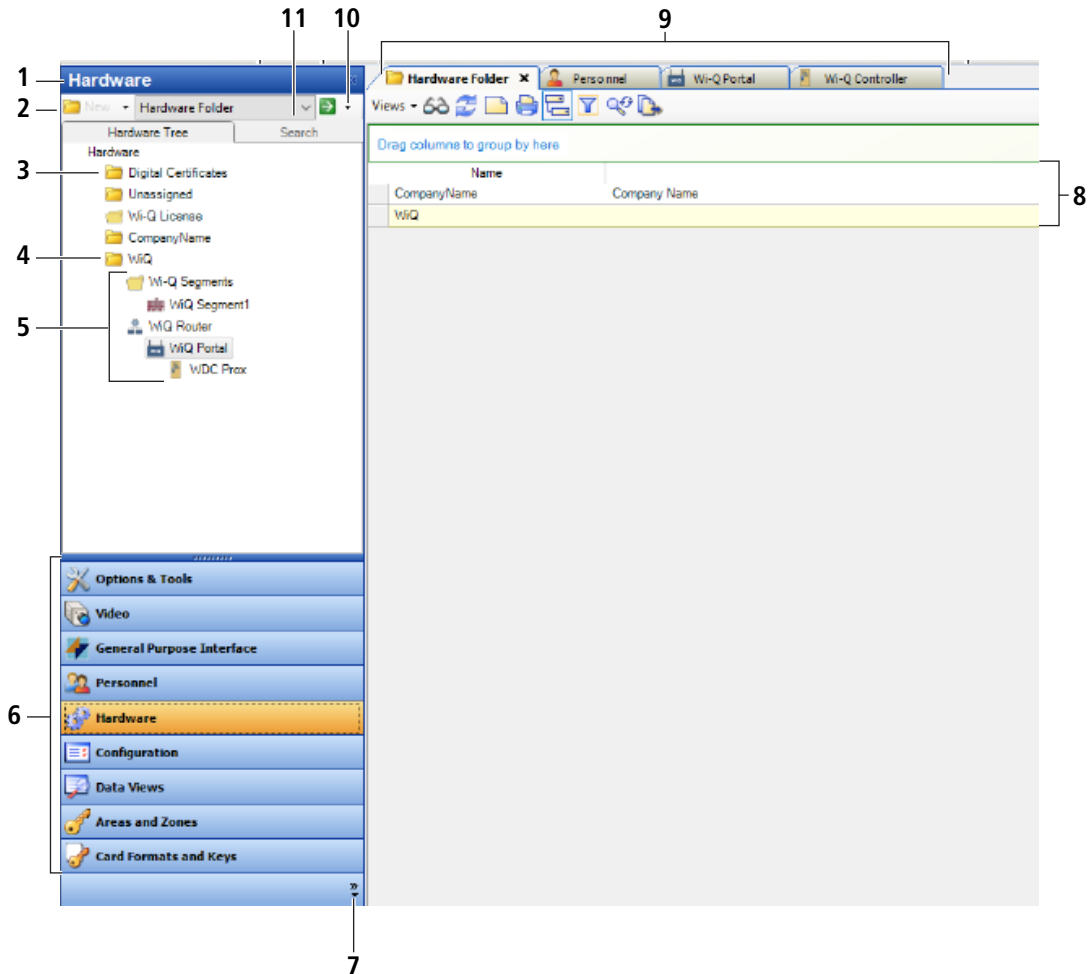 11 10 9
1 Hardware
Hardware Folder Personnel Wi-Q Portal Wi-Q Controller
2 New Hardware Folder
Views
Hardware Tree Search
Drag columns to group by here
Hardware
3 Digital Certificates
Name
Unassigned
CompanyName Company Name
8
Wi-Q License
WiQ
CompanyName
4 WiQ
Wi-Q Segments
WiQ Segment1
5 WiQ Router
WiQ Portal
WDC Prox
Options & Tools
Video
General Purpose Interface
Personnel
6 Hardware
Configuration
Data Views
Areas and Zones
Card Formats and Keys
7